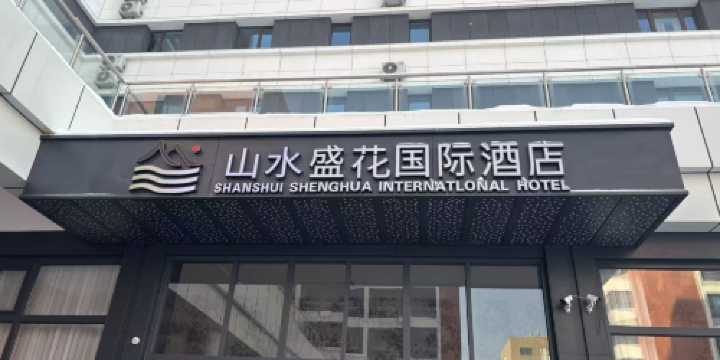 山水盛花国际酒店
SHANSHUI SHENGHUA INTERNATLONAL HOTEL